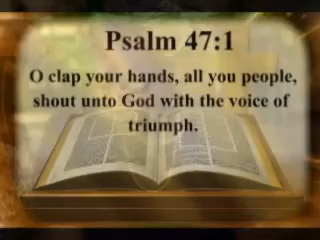 Psalm 47:1
O clap your hands, all you people,
shout unto God with the voice of
triumph.